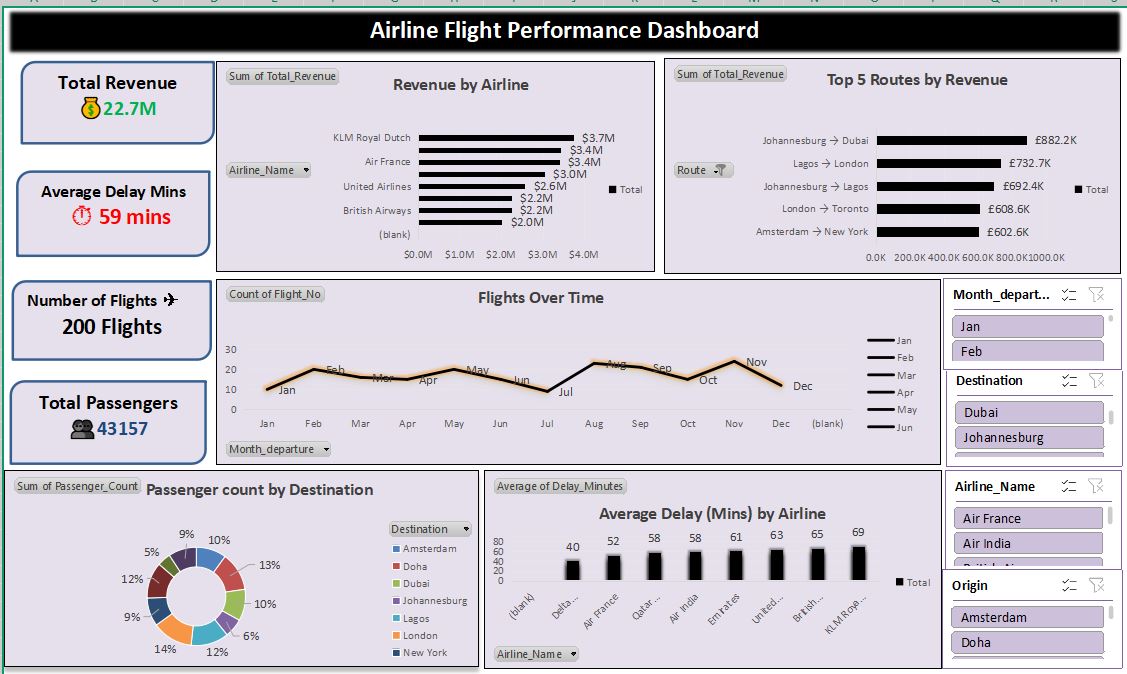 Airline Flight Performance Dashboard
Total Revenue
22.7M
Average Delay Mins
59 mins
Number of Flights ✈
200 Flights
Total Passengers
43157
Sum of Total_Revenue
Revenue by Airline
Airline_Name
KLM Royal Dutch
Air France
United Airlines
British Airways
(blank)
$3.7M
$3.4M
$3.4M
$3.0M
$2.6M
$2.2M
$2.2M
$2.0M
$0.0M $1.0M $2.0M $3.0M $4.0M
Total
Sum of Total_Revenue
Top 5 Routes by Revenue
Route
Johannesburg → Dubai £882.2K
Lagos → London £732.7K
Johannesburg → Lagos £692.4K
London → Toronto £608.6K
Amsterdam → New York £602.6K
0.0K 200.0K 400.0K 600.0K 800.0K 1000.0K
Total
Count of Flight_No
Flights Over Time
30
20
10
0
Jan Feb Mar Apr May Jun Jul Aug Sep Oct Nov Dec
Jan Feb Mar Apr May Jun Jul Aug Sep Oct Nov Dec (blank)
Jan
Feb
Mar
Apr
May
Jun
Month_departure
Month_depart...
Jan
Feb
Destination
Dubai
Johannesburg
Sum of Passenger_Count
Passenger count by Destination
10%
13%
10%
6%
12%
14%
9%
12%
5%
9%
Destination
Amsterdam
Doha
Dubai
Johannesburg
Lagos
London
New York
Average of Delay_Minutes
Average Delay (Mins) by Airline
80
60
40
20
0
40 52 58 58 61 63 65 69
(blank) Delta... Air France Qatar... Air India Emirates United... British... KLM Roya...
Total
Airline_Name
Airline_Name
Air France
Air India
Origin
Amsterdam
Doha